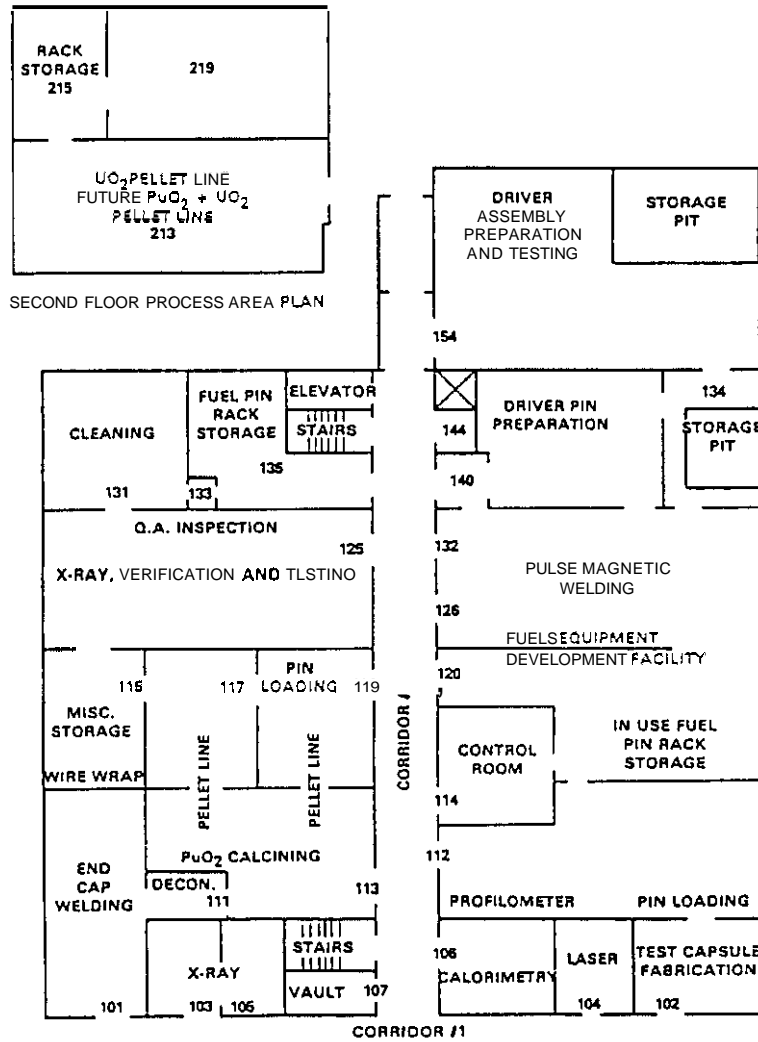 RACK
STORAGE
215
219
UO2 PELLET LINE
FUTURE PuO2 + UO2
PELLET LINE
213
SECOND FLOOR PROCESS AREA PLAN
DRIVER
ASSEMBLY
PREPARATION
AND TESTING
STORAGE
PIT
154
CLEANING
131
FUEL PIN
RACK
STORAGE
135
133
ELEVATOR
STAIRS
144
140
DRIVER PIN
PREPARATION
134
STORAGE
PIT
Q.A. INSPECTION
125
X-RAY, VERIFICATION AND TLSTINO
132
PULSE MAGNETIC
WELDING
126
FUELS EQUIPMENT
DEVELOPMENT FACILITY
120
115
117
PIN
LOADING
119
MISC.
STORAGE
WIRE WRAP
PELLET LINE
PELLET LINE
CORRIDOR
CONTROL
ROOM
114
IN USE FUEL
PIN RACK
STORAGE
PuO2 CALCINING
END
CAP
WELDING
DECON.
111
113
112
PROFILOMETER
PIN LOADING
X-RAY
STAIRS
VAULT
107
101
103
105
106
CALORIMETRY
LASER
104
TEST CAPSULE
FABRICATION
102
CORRIDOR /1